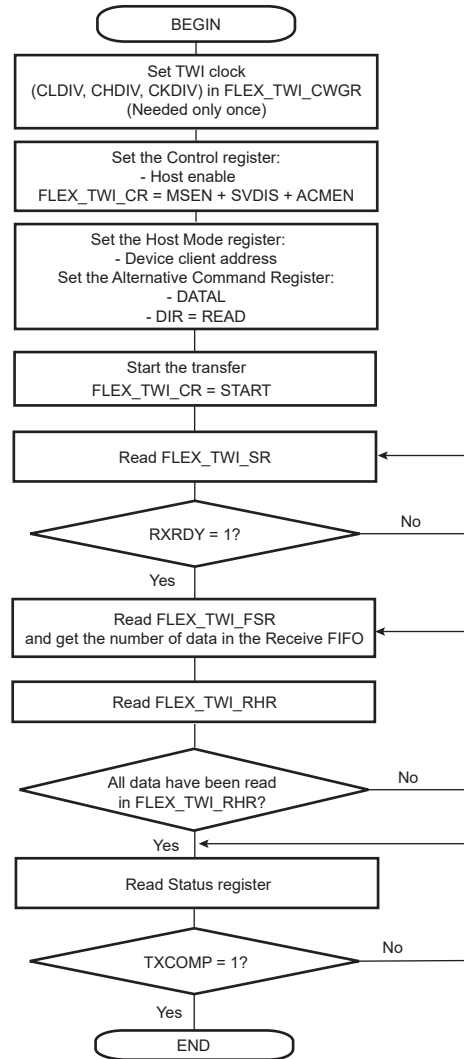 BEGIN
Set TWI clock
(CLDIV, CHDIV, CKDIV) in FLEX_TWI_CWGR
(Needed only once)
Set the Control register:
- Host enable
FLEX_TWI_CR = MSEN + SVDIS + ACMEN
Set the Host Mode register:
- Device client address
Set the Alternative Command Register:
- DATAL
- DIR = READ
Start the transfer
FLEX_TWI_CR = START
Read FLEX_TWI_SR
RXRDY = 1?
No
Yes
Read FLEX_TWI_FSR
and get the number of data in the Receive FIFO
Read FLEX_TWI_RHR
All data have been read
in FLEX_TWI_RHR?
No
Yes
Read Status register
TXCOMP = 1?
No
Yes
END